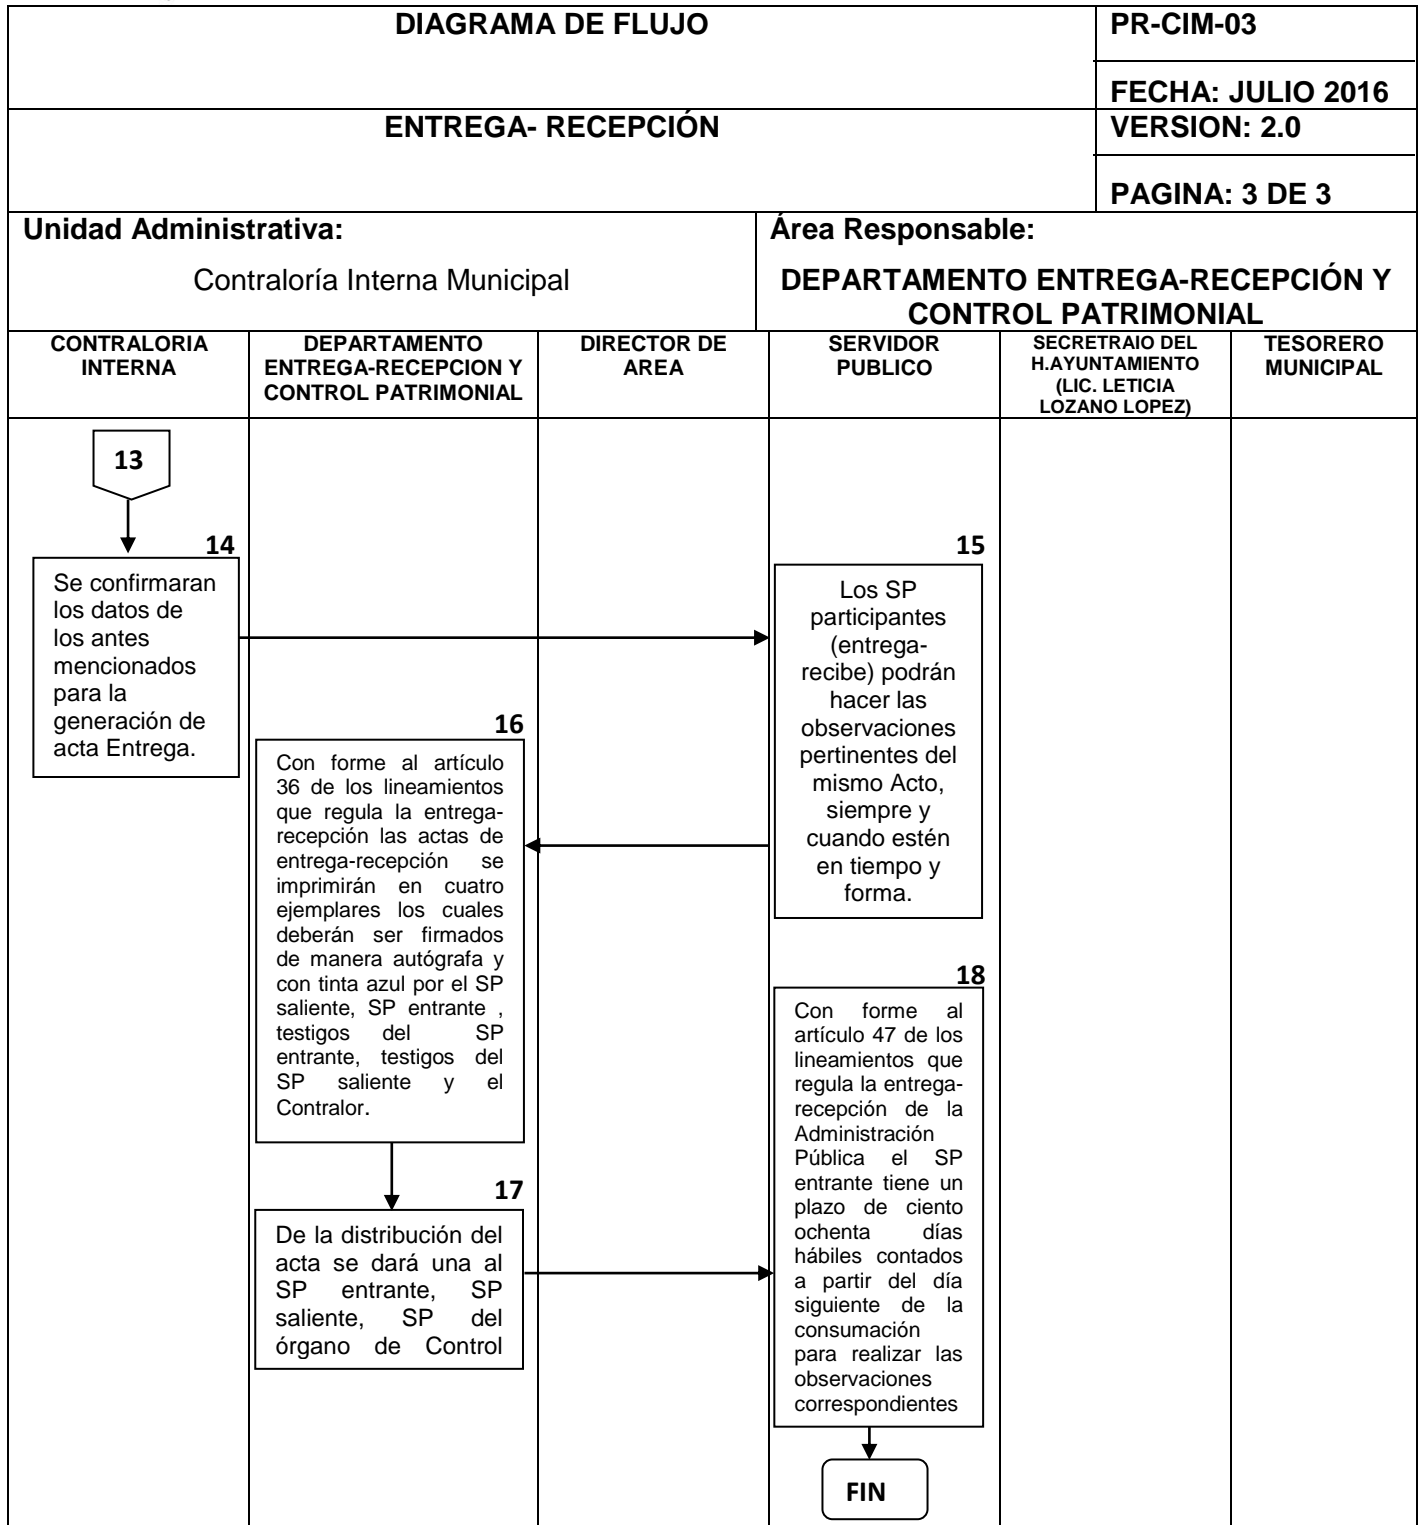 DIAGRAMA DE FLUJO
PR-CIM-03
FECHA: JULIO 2016
ENTREGA- RECEPCIÓN
VERSION: 2.0
PAGINA: 3 DE 3
Unidad Administrativa:
Contraloría Interna Municipal
Área Responsable:
DEPARTAMENTO ENTREGA-RECEPCIÓN Y
CONTROL PATRIMONIAL
CONTRALORIA
INTERNA
DEPARTAMENTO
ENTREGA-RECEPCION Y
CONTROL PATRIMONIAL
DIRECTOR DE
AREA
SERVIDOR
PUBLICO
SECRETRAIO DEL
H.AYUNTAMIENTO
(LIC. LETICIA
LOZANO LOPEZ)
TESORERO
MUNICIPAL
13
14
Se confirmaran
los datos de
los antes
mencionados
para la
generación de
acta Entrega.
15
Los SP
participantes
(entrega-
recibe) podrán
hacer las
observaciones
pertinentes del
mismo Acto,
siempre y
cuando estén
en tiempo y
forma.
16
Con forme al artículo
36 de los lineamientos
que regula la entrega-
recepción las actas de
entrega-recepción se
imprimirán en cuatro
ejemplares los cuales
deberán ser firmados
de manera autógrafa y
con tinta azul por el SP
saliente, SP entrante ,
testigos del SP
entrante, testigos del
SP saliente y el
Contralor.
17
De la distribución del
acta se dará una al
SP entrante, SP
saliente, SP del
órgano de Control
18
Con forme al
artículo 47 de los
lineamientos que
regula la entrega-
recepción de la
Administración
Pública el SP
entrante tiene un
plazo de ciento
ochenta días
hábiles contados
a partir del día
siguiente de la
consumación
para realizar las
observaciones
correspondientes
FIN